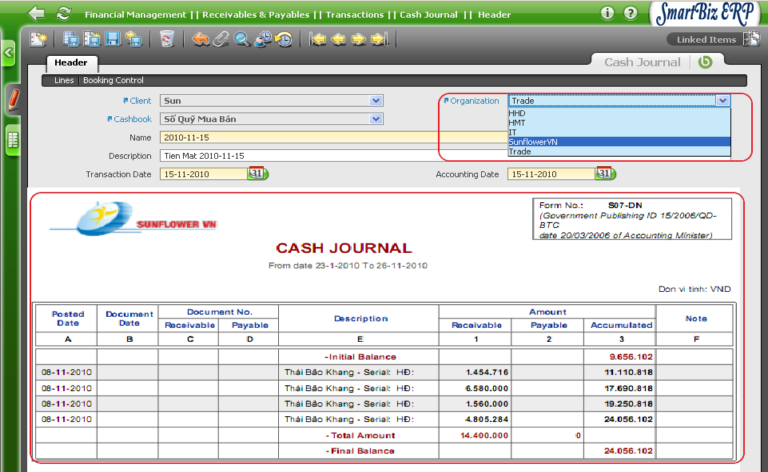 Financial Management || Receivables & Payables || Transactions || Cash Journal || Header
SmartBiz ERP
Linked Items
Header
Cash Journal
Lines Booking Control
Client Sun
Organization Trade
HHD
HMT
IT
SunflowerVN
Trade
Cashbook Sổ Quỹ Mua Bán
Name 2010-11-15
Description Tien Mat 2010-11-15
Transaction Date 15-11-2010 31
Accounting Date 15-11-2010 31
SUNFLOWER VN
Form No.: S07-DN
(Government Publishing ID 15/2006/QD-
BTC
date 20/03/2006 of Accounting Minister)
CASH JOURNAL
From date 23-1-2010 To 26-11-2010
Don vi tinh: VND
Posted Date Document Date Document No. Description Amount Note
Receivable Payable Receivable Payable Accumulated
A B C D E 1 2 3 F
-Initial Balance 9.656.102
08-11-2010 Thái Bảo Khang - Serial: HĐ: 1.454.716 11.110.818
08-11-2010 Thái Bảo Khang - Serial: HĐ: 6.580.000 17.690.818
08-11-2010 Thái Bảo Khang - Serial: HĐ: 1.560.000 19.250.818
08-11-2010 Thái Bảo Khang - Serial: HĐ: 4.805.284 24.056.102
- Total Amount 14.400.000 0
- Final Balance 24.056.102